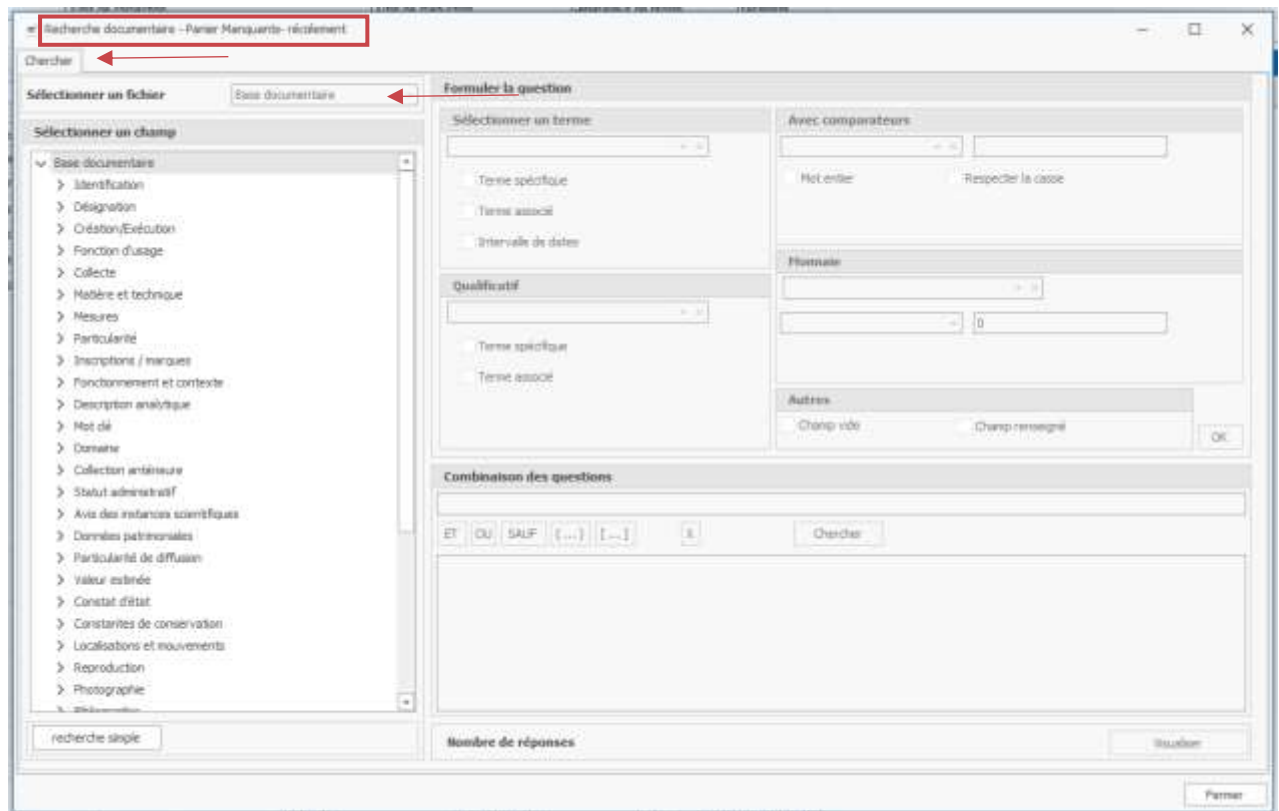 Recherche documentaire - Panier Manquante- récolement
Chercher
Sélectionner un fichier
Base documentaire
Sélectionner un champ
Base documentaire
Identification
Désignation
Création/Exécution
Fonction d'usage
Collecte
Matière et technique
Mesures
Particularité
Inscriptions / marques
Fonctionnement et contexte
Description analytique
Mot clé
Domaine
Collection antérieure
Statut administratif
Avis des instances scientifiques
Données patrimoniales
Particularité de diffusion
Valeur estimée
Constat d'état
Constantes de conservation
Localisations et mouvements
Reproduction
Photographie
recherche simple
Formuler la question
Sélectionner un terme
Terme spécifique
Terme associé
Intervalle de dates
Qualificatif
Terme spécifique
Terme associé
Avec comparateurs
Mot entier
Respecter la casse
Monnaie
0
Autres
Champ vide
Champ renseigné
OK
Combinaison des questions
ET OU SAUF (...) [...] X Chercher
Nombre de réponses
Visualiser
Fermer